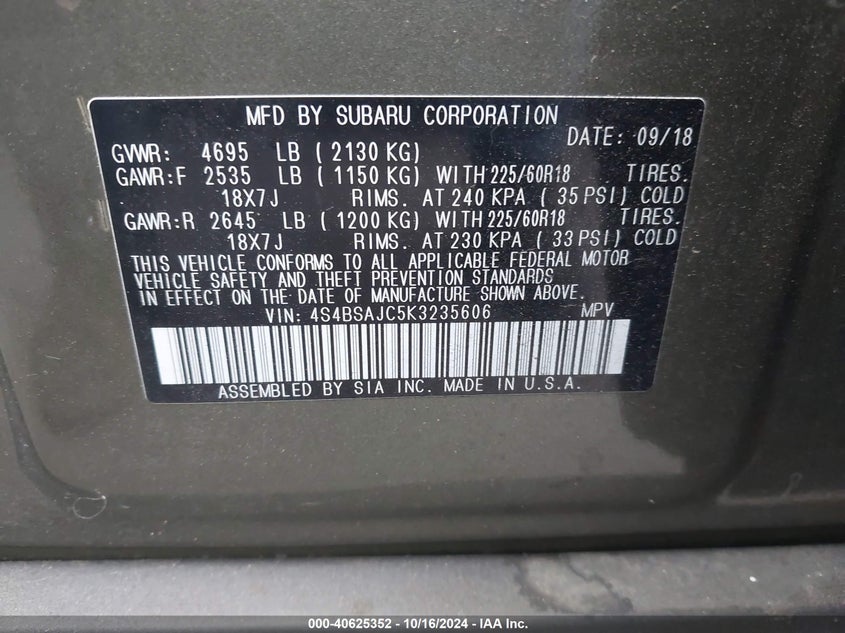 MFD BY SUBARU CORPORATION
DATE: 09/18
GVWR: 4695 LB ( 2130 KG)
GAWR:F 2535 LB ( 1150 KG) WITH 225/60R18 TIRES.
18X7J RIMS. AT 240 KPA ( 35 PSI) COLD
GAWR:R 2645 LB ( 1200 KG) WITH 225/60R18 TIRES.
18X7J RIMS. AT 230 KPA ( 33 PSI) COLD
THIS VEHICLE CONFORMS TO ALL APPLICABLE FEDERAL MOTOR
VEHICLE SAFETY AND THEFT PREVENTION STANDARDS
IN EFFECT ON THE DATE OF MANUFACTURE SHOWN ABOVE.
VIN: 4S4BSAJC5K3235606 MPV
ASSEMBLED BY SIA INC. MADE IN U.S.A.
000-40625352 - 10/16/2024 - IAA Inc.